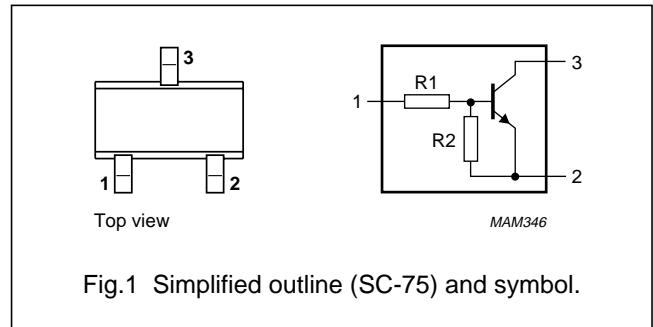 3
1
2
Top view
1
R1
R2
3
2
MAM346
Fig.1 Simplified outline (SC-75) and symbol.